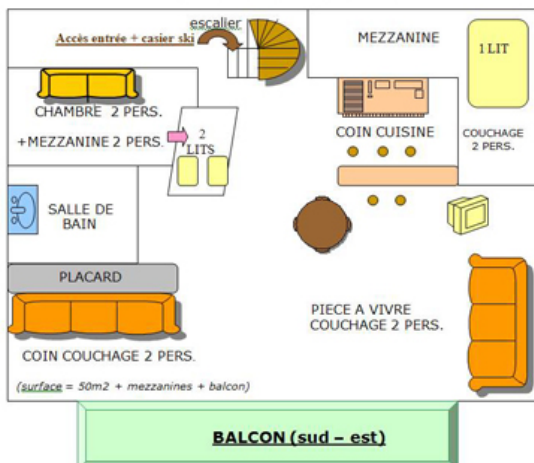 escalier
Accès entrée + casier ski
MEZZANINE
1 LIT
CHAMBRE 2 PERS.
+MEZZANINE 2 PERS.
2
LITS
COIN CUISINE
COUCHAGE
2 PERS.
SALLE DE
BAIN
PLACARD
PIECE A VIVRE
COUCHAGE 2 PERS.
COIN COUCHAGE 2 PERS.
(surface = 50m2 + mezzanines + balcon)
BALCON (sud – est)